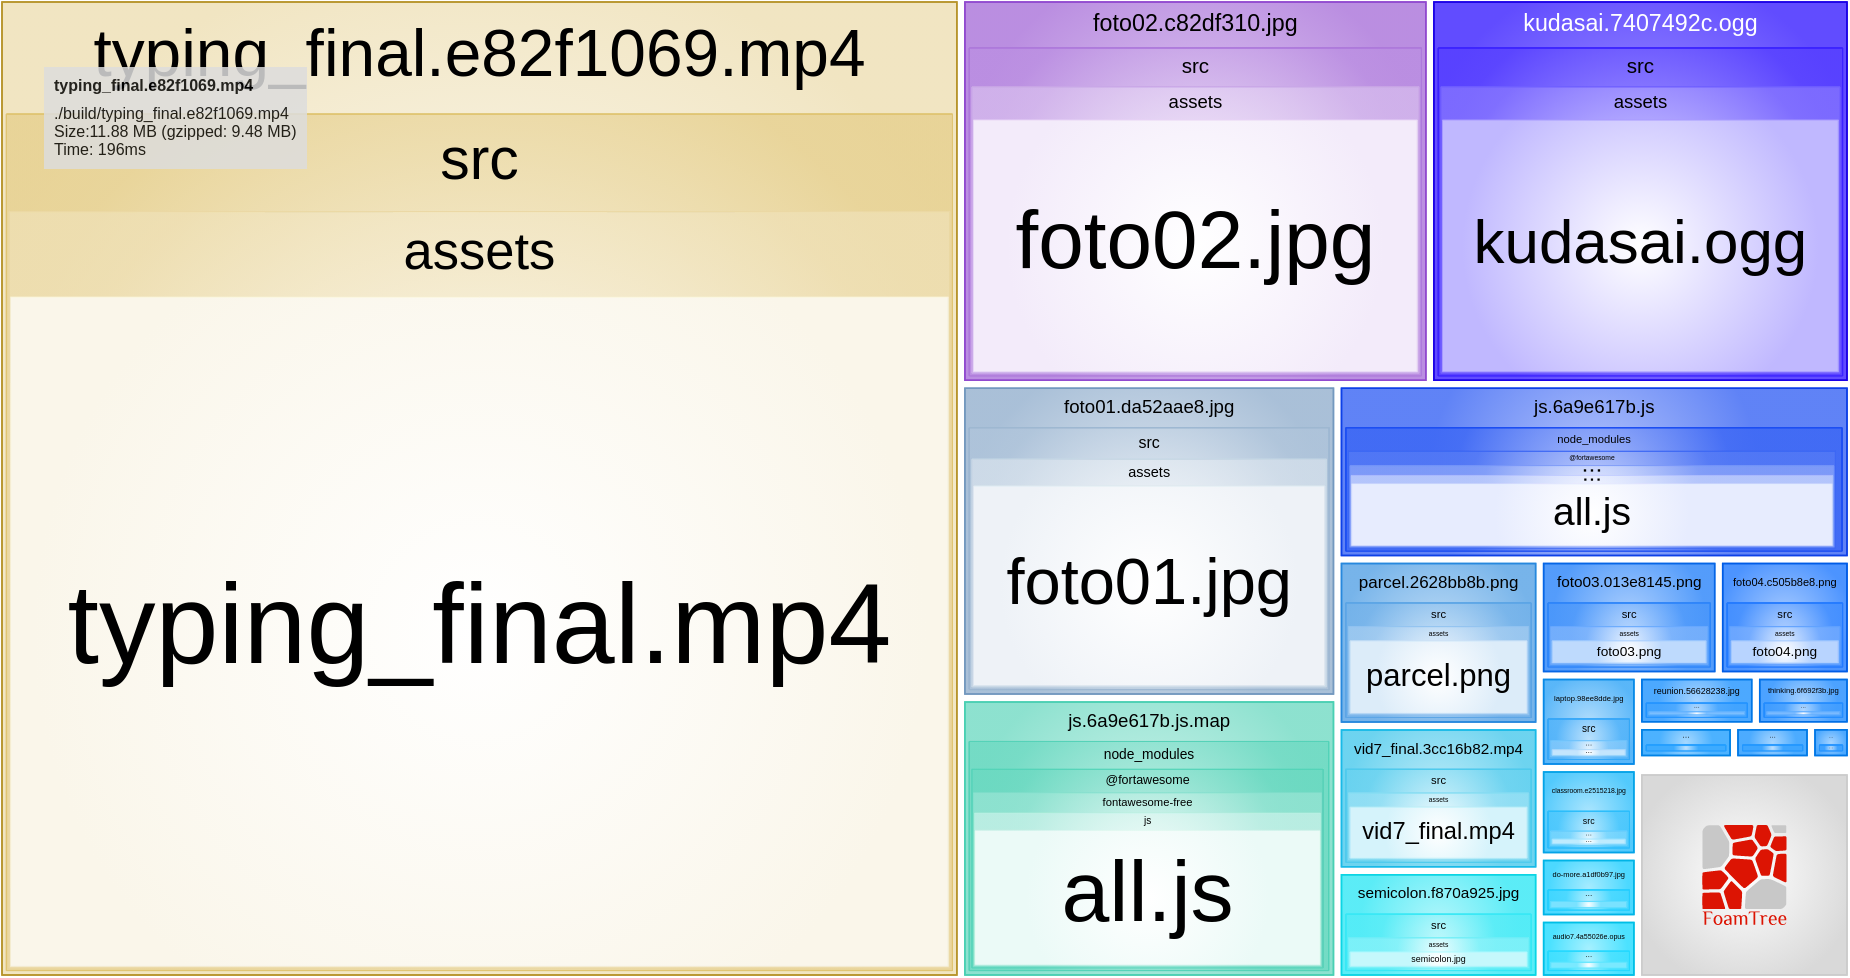 typing_final.e82f1069.mp4
typing_final.e82f1069.mp4
./build/typing_final.e82f1069.mp4
Size:11.88 MB (gzipped: 9.48 MB)
Time: 196ms
src
assets
typing_final.mp4
foto02.c82df310.jpg
src
assets
foto02.jpg
kudasai.7407492c.ogg
src
assets
kudasai.ogg
foto01.da52aae8.jpg
src
assets
foto01.jpg
js.6a9e617b.js
node_modules
@fortawesome
...
...
all.js
js.6a9e617b.js.map
node_modules
@fortawesome
fontawesome-free
js
all.js
parcel.2628bb8b.png
src
assets
parcel.png
foto03.013e8145.png
src
assets
foto03.png
foto04.c505b8e8.png
src
assets
foto04.png
vid7_final.3cc16b82.mp4
src
assets
vid7_final.mp4
semicolon.f870a925.jpg
src
assets
semicolon.jpg
laptop.98ee8dde.jpg
src
...
...
reunion.56628238.jpg
...
thinking.6f692f3b.jpg
...
...
...
classroom.e2515218.jpg
src
...
...
do-more.a1df0b97.jpg
...
audio7.4a55026e.opus
...
FoamTree